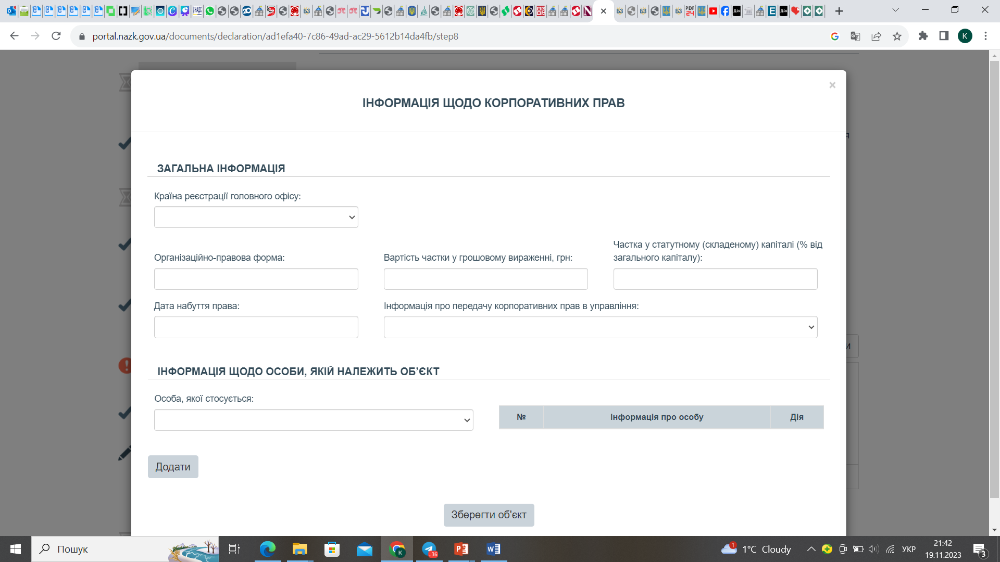 portal.nazk.gov.ua/documents/declaration/ad1efa40-7c86-49ad-ac29-5612b14da4fb/step8
K
×
ІНФОРМАЦІЯ ЩОДО КОРПОРАТИВНИХ ПРАВ
я
ЗАГАЛЬНА ІНФОРМАЦІЯ
Країна реєстрації головного офісу:
Організаційно-правова форма:
Вартість частки у грошовому вираженні, грн:
Частка у статутному (складеному) капіталі (% від
загального капіталу):
Дата набуття права:
Інформація про передачу корпоративних прав в управління:
и
ІНФОРМАЦІЯ ЩОДО ОСОБИ, ЯКІЙ НАЛЕЖИТЬ ОБ'ЄКТ
Особа, якої стосується:
№ Інформація про особу Дія
Додати
Зберегти об'єкт
Пошук
1°C Cloudy
УКР
21:42
19.11.2023
3